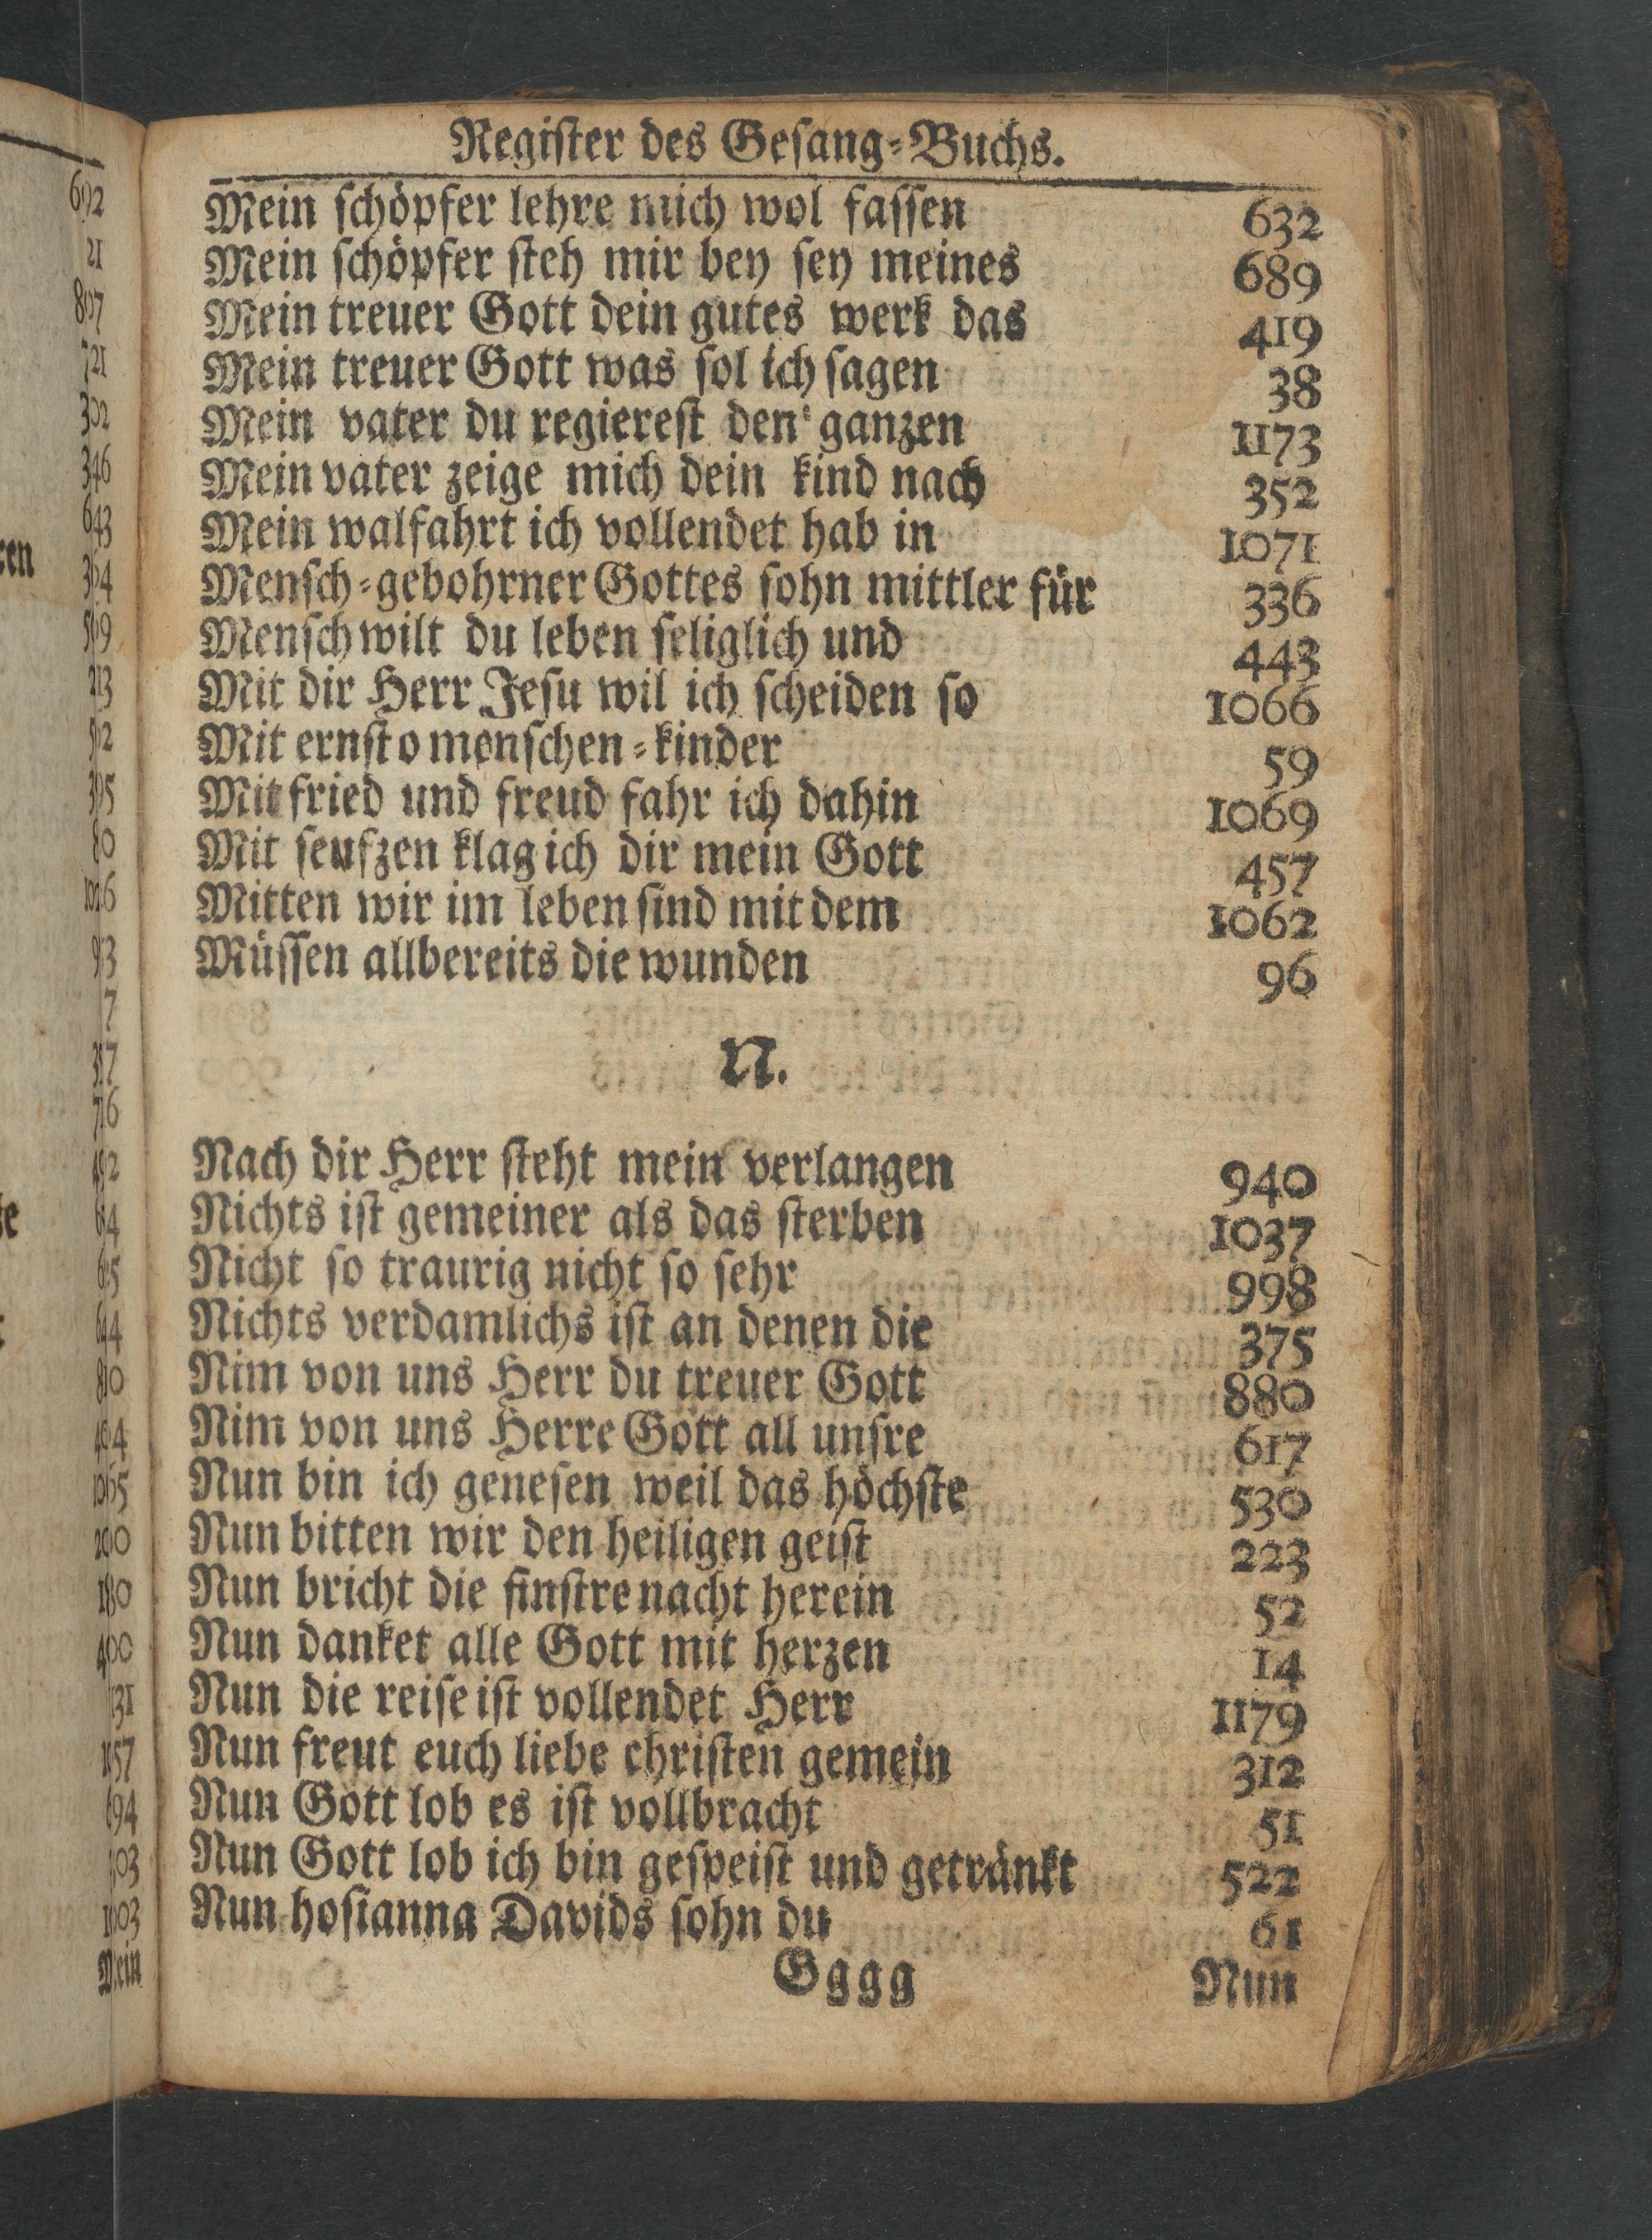 Regiſter des Geſang-Buchs.
Mein ſchöpfer lehre mich wol faſſen 632
Mein ſchöpfer ſteh mir bey ſey meines 689
Mein treuer Gott dein gutes werk das 419
Mein treuer Gott was ſol ich ſagen 38
Mein vater du regiereſt den ganzen 1173
Mein vater zeige mich dein kind nach 352
Mein walfahrt ich vollendet hab in 1071
Menſch-gebohrner Gottes ſohn mittler für 336
Menſch wilt du leben ſeliglich und 443
Mit dir Herr Jeſu wil ich ſcheiden ſo 1066
Mit ernſt o menſchen-kinder 59
Mit fried und freud fahr ich dahin 1069
Mit ſeufzen klag ich dir mein Gott 457
Mitten wir im leben ſind mit dem 1062
Müſſen allbereits die wunden 96
N.
Nach dir Herr ſteht mein verlangen 940
Nichts iſt gemeiner als das ſterben 1037
Nicht ſo traurig nicht ſo ſehr 998
Nichts verdamlichs iſt an denen die 375
Nim von uns Herr du treuer Gott 880
Nim von uns Herre Gott all unſre 617
Nun bin ich geneſen weil das höchſte 530
Nun bitten wir den heiligen geiſt 223
Nun bricht die finſtre nacht herein 52
Nun danket alle Gott mit herzen 14
Nun die reiſe iſt vollendet Herr 1179
Nun freut euch liebe chriſten gemein 312
Nun Gott lob es iſt vollbracht 51
Nun Gott lob ich bin geſpeiſt und getränkt 522
Nun hoſianna Davids ſohn du 61
Gggg Nun